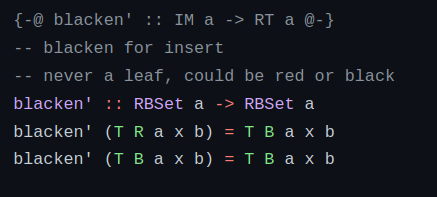 {-@ blacken' :: IM a -> RT a @-}
-- blacken for insert
-- never a leaf, could be red or black
blacken' :: RBSet a -> RBSet a
blacken' (T R a x b) = T B a x b
blacken' (T B a x b) = T B a x b